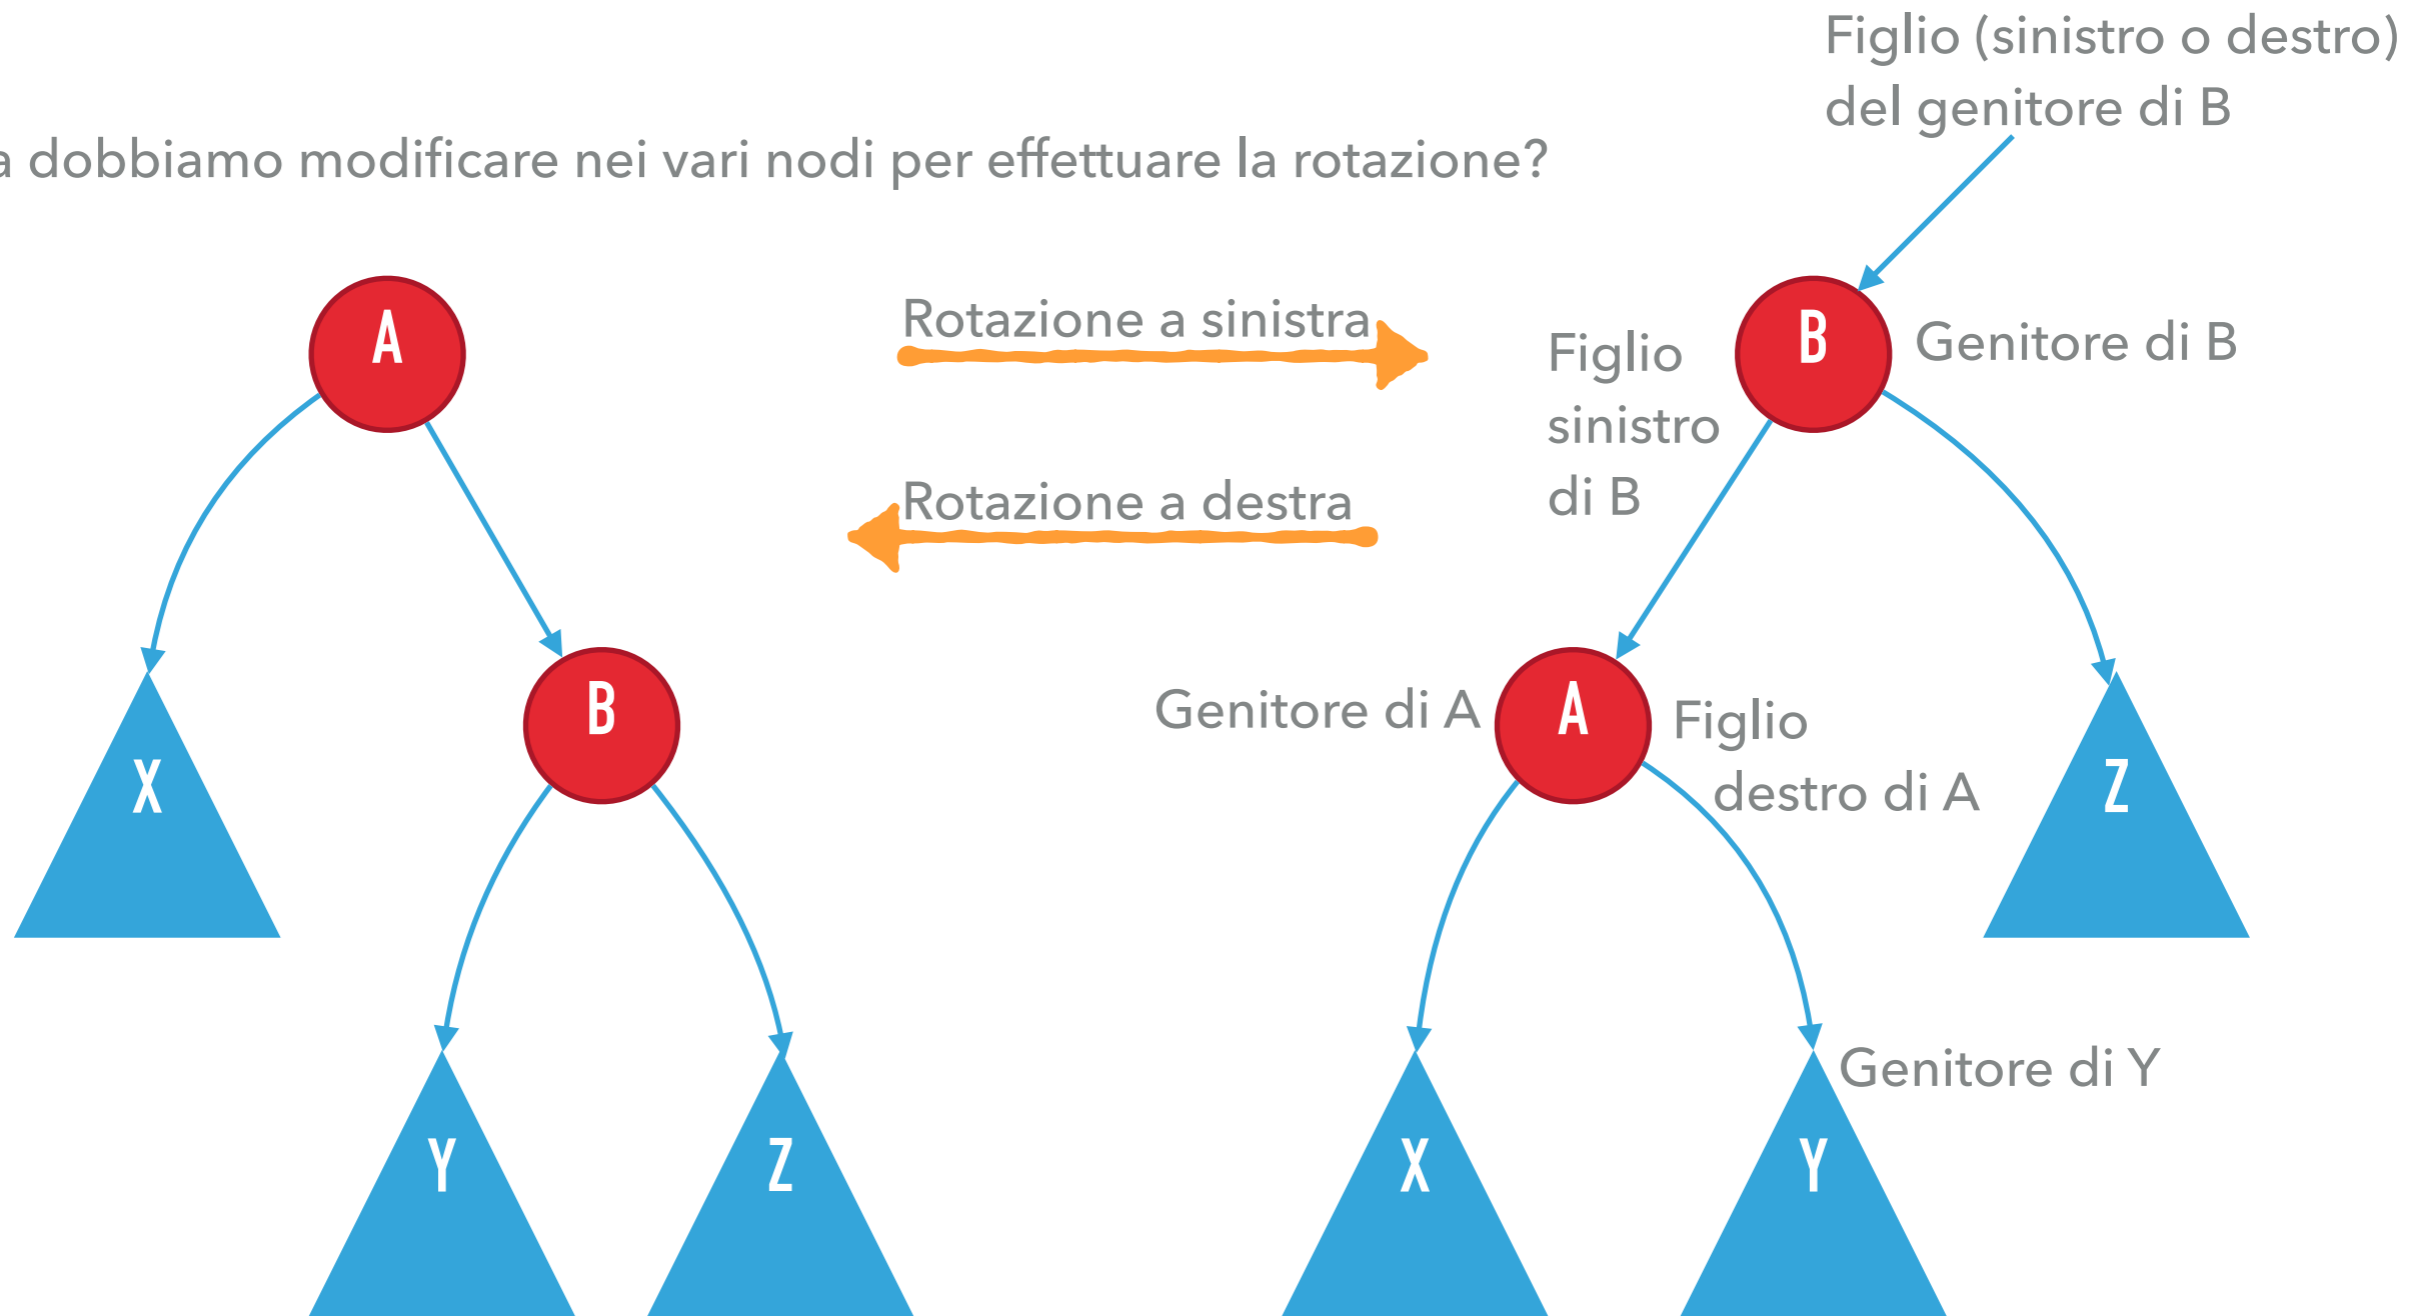 Figlio (sinistro o destro)
del genitore di B
a dobbiamo modificare nei vari nodi per effettuare la rotazione?
Rotazione a sinistra
Rotazione a destra
A
B
X
Y
Z
Figlio
sinistro
di B
B
Genitore di B
Genitore di A
A
Figlio
destro di A
Z
Genitore di Y
X
Y